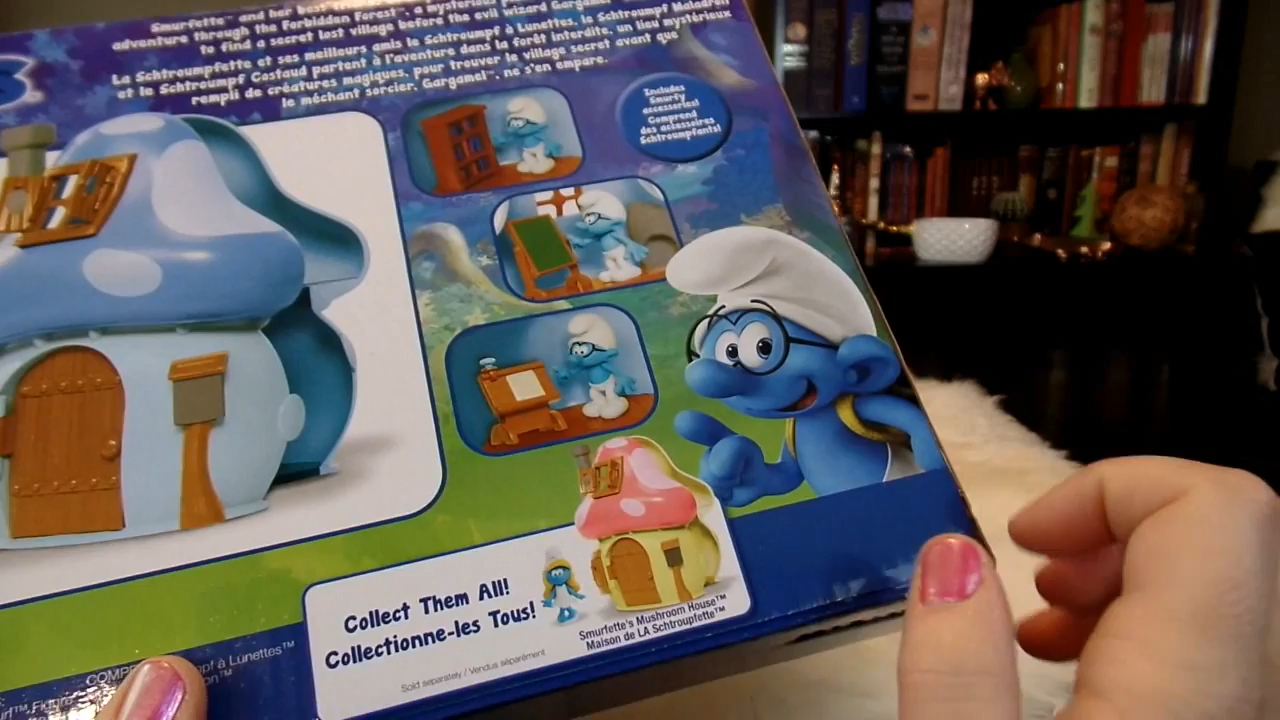 Smurfette™ and her best
adventure through the Forbidden Forest™, a mysterious
to find a secret lost village before the evil wizard Gargamel
La Schtroumpfette et ses meilleurs amis le Schtroumpf à Lunettes, le Schtroumpf Maladroit
et le Schtroumpf Costaud partent à l'aventure dans la forêt interdite, un lieu mystérieux
rempli de créatures magiques, pour trouver le village secret avant que
le méchant sorcier, Gargamel™, ne s'en empare.
Includes
Smurfy
accessories!
Comprend
des accessoires
Schtroumpfants!
Collect Them All!
Collectionne-les Tous!
Smurfette's Mushroom House™
Maison de LA Schtroumpfette™
Sold separately / Vendus séparément
à Lunettes™
Figur